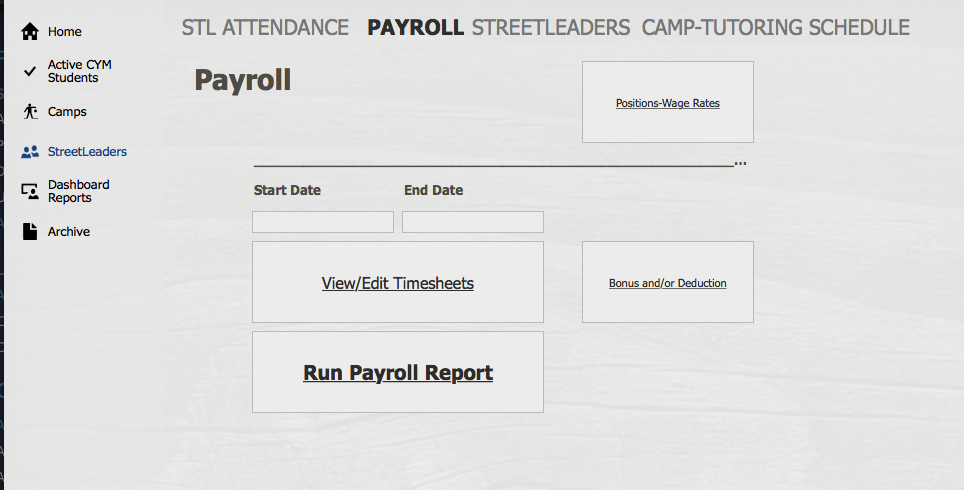 Home
Active CYM
Students
Camps
StreetLeaders
Dashboard
Reports
Archive
STL ATTENDANCE PAYROLL STREETLEADERS CAMP-TUTORING SCHEDULE
Payroll
Positions-Wage Rates
Start Date End Date
View/Edit Timesheets
Bonus and/or Deduction
Run Payroll Report